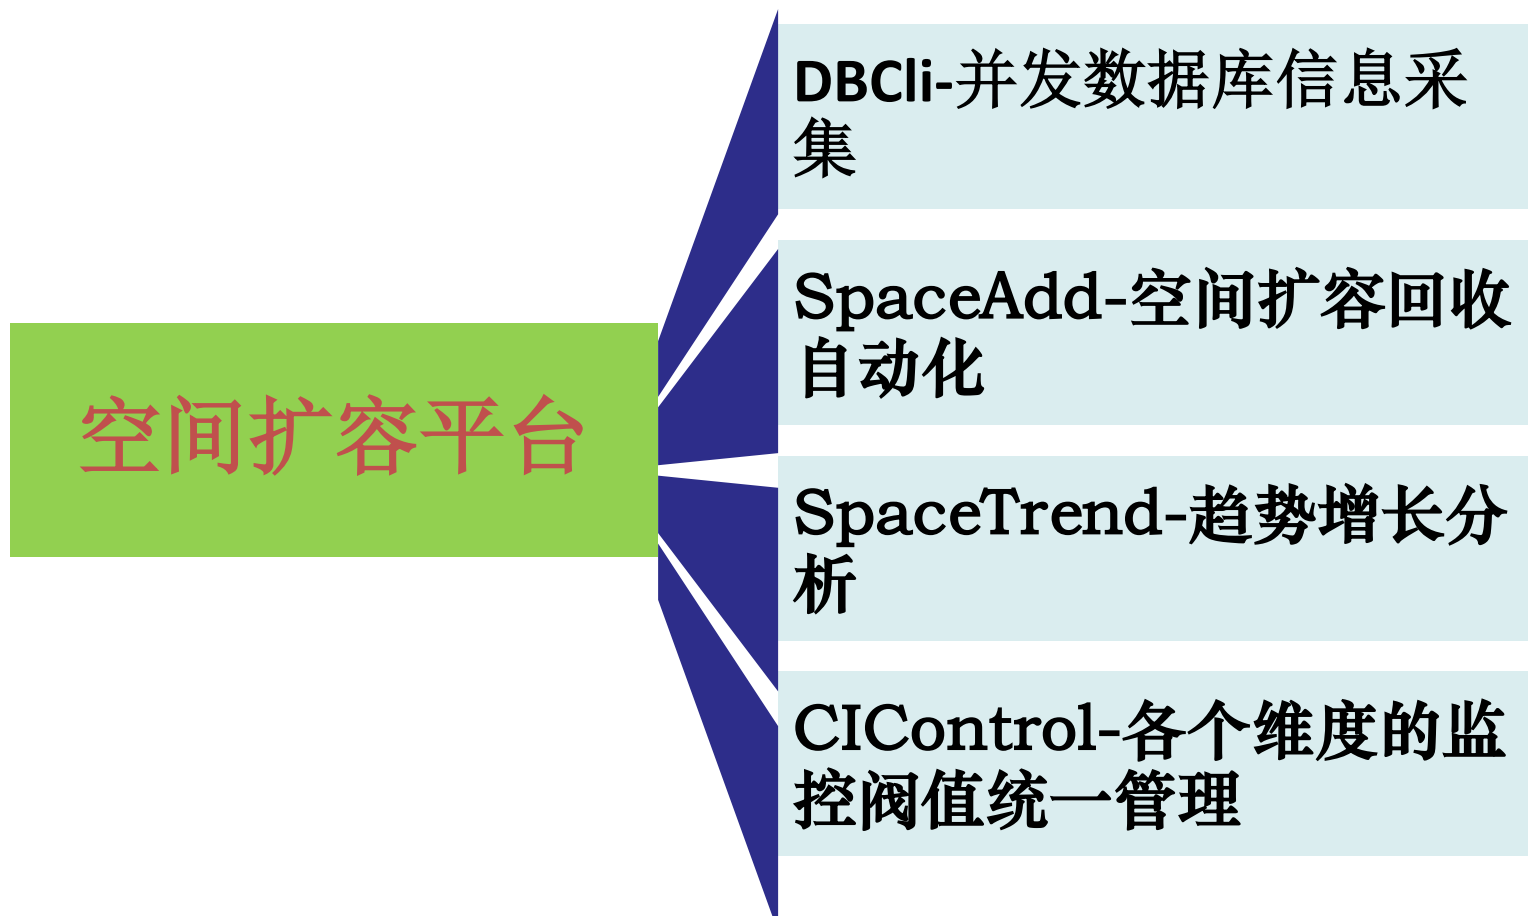 DBCli-并发数据库信息采
集
SpaceAdd-空间扩容回收
自动化
空间扩容平台
SpaceTrend-趋势增长分
析
CIControl-各个维度的监
控阀值统一管理